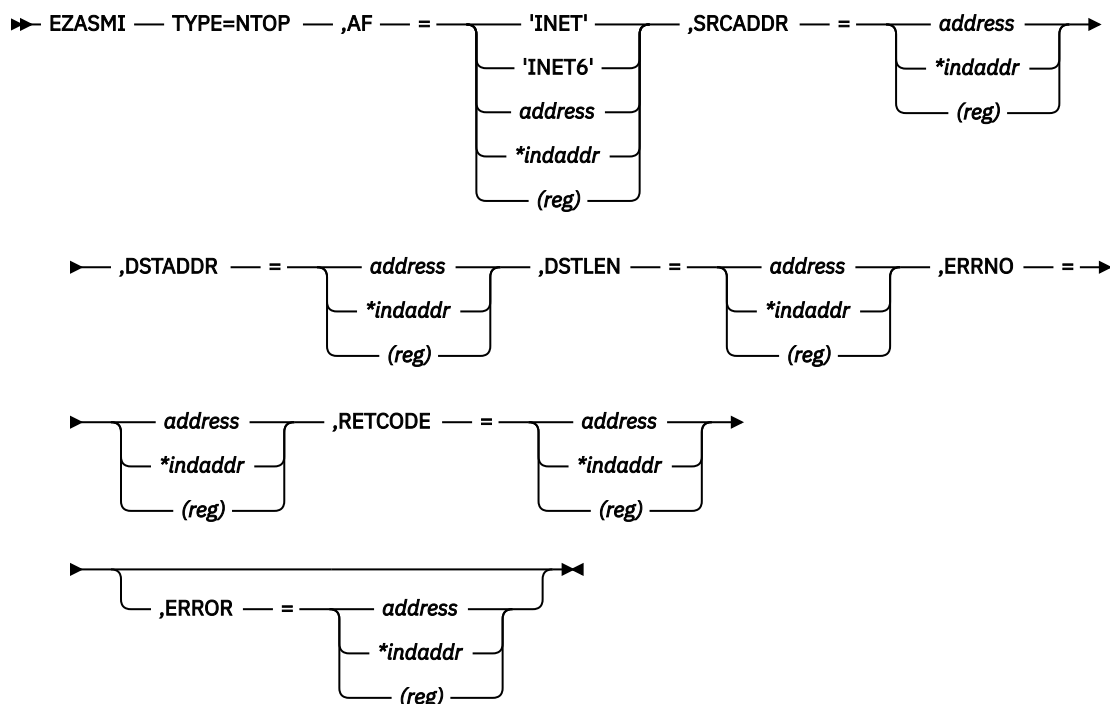 EZASMI TYPE=NTOP ,AF = 'INET' ,SRCADDR = address
'INET6' *indaddr
address (reg)
*indaddr
(reg)
,DSTADDR = address ,DSTLEN = address ,ERRNO =
*indaddr *indaddr
(reg) (reg)
address ,RETCODE = address
*indaddr *indaddr
(reg) (reg)
,ERROR = address
*indaddr
(reg)